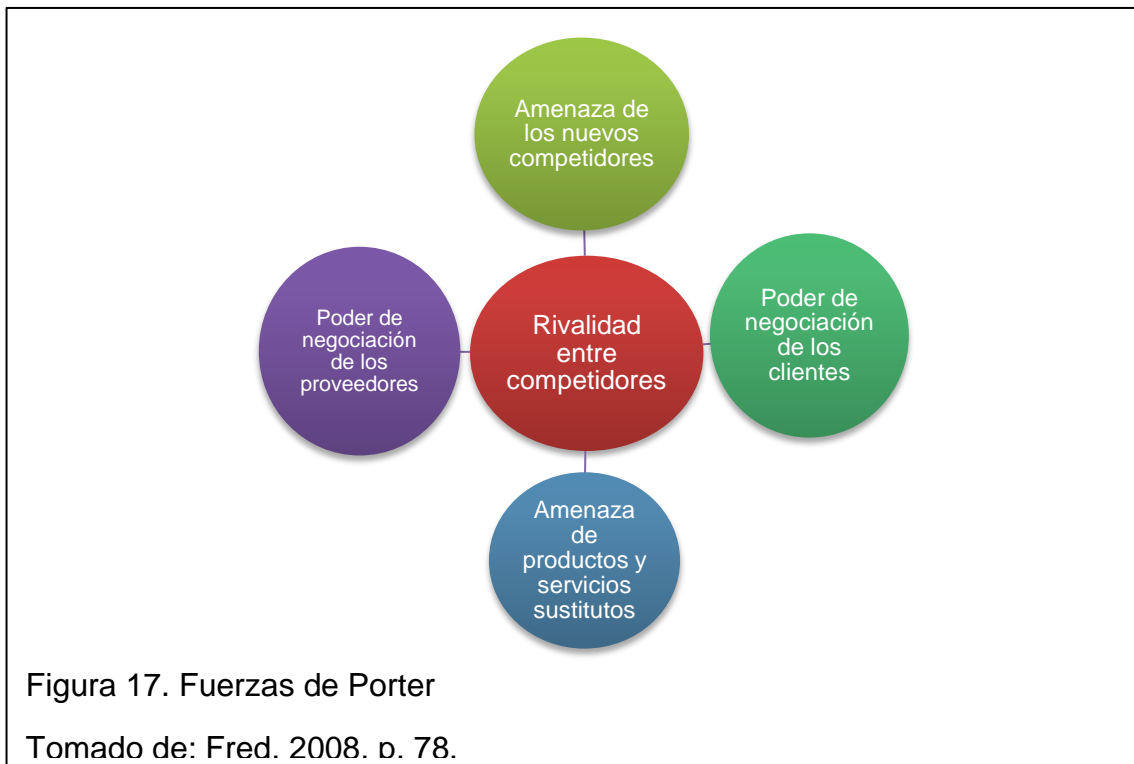 Amenaza de
los nuevos
competidores
Poder de
negociación
de los
proveedores
Rivalidad
entre
competidores
Poder de
negociación
de los
clientes
Amenaza
de
productos y
servicios
sustitutos
Figura 17. Fuerzas de Porter
Tomado de: Fred. 2008. p. 78.